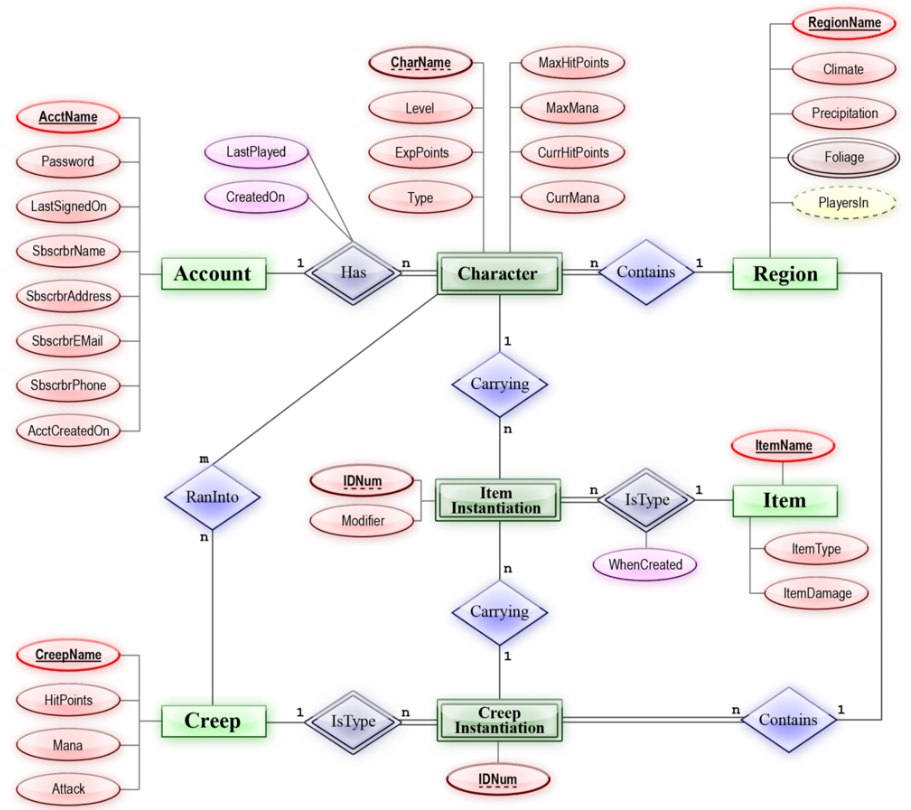 RegionName
CharName
MaxHitPoints
Climate
AcctName
Level
MaxMana
Precipitation
Password
LastPlayed
ExpPoints
CurrHitPoints
Foliage
LastSignedOn
CreatedOn
Type
CurrMana
PlayersIn
SbscrbrName
Account
1
Has
n
Character
n
Contains
1
Region
SbscrbrAddress
SbscrbrEMail
1
SbscrbrPhone
Carrying
AcctCreatedOn
n
m
ItemName
RanInto
IDNum
Item
Instantiation
n
IsType
1
Item
Modifier
n
WhenCreated
ItemType
n
ItemDamage
Carrying
CreepName
1
HitPoints
Creep
1
IsType
n
Creep
Instantiation
n
Contains
1
Mana
IDNum
Attack